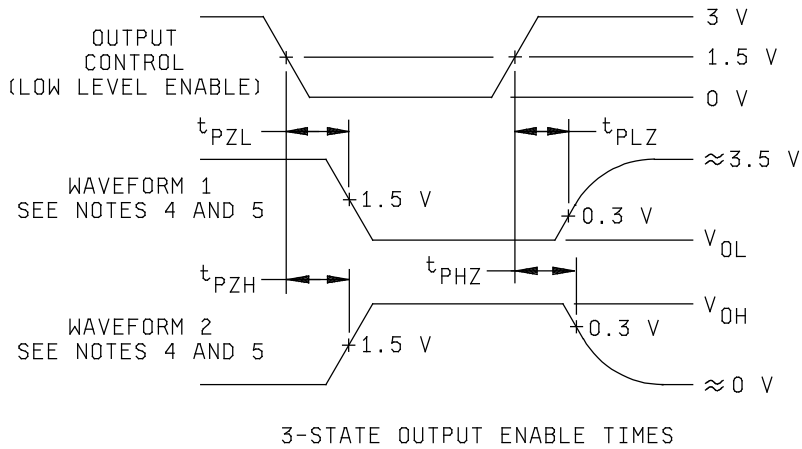 OUTPUT
CONTROL
(LOW LEVEL ENABLE)
3 V
1.5 V
0 V
tPZL
tPLZ
≈3.5 V
WAVEFORM 1
SEE NOTES 4 AND 5
1.5 V
0.3 V
VOL
tPZH
tPHZ
VOH
WAVEFORM 2
SEE NOTES 4 AND 5
1.5 V
0.3 V
≈0 V
3-STATE OUTPUT ENABLE TIMES